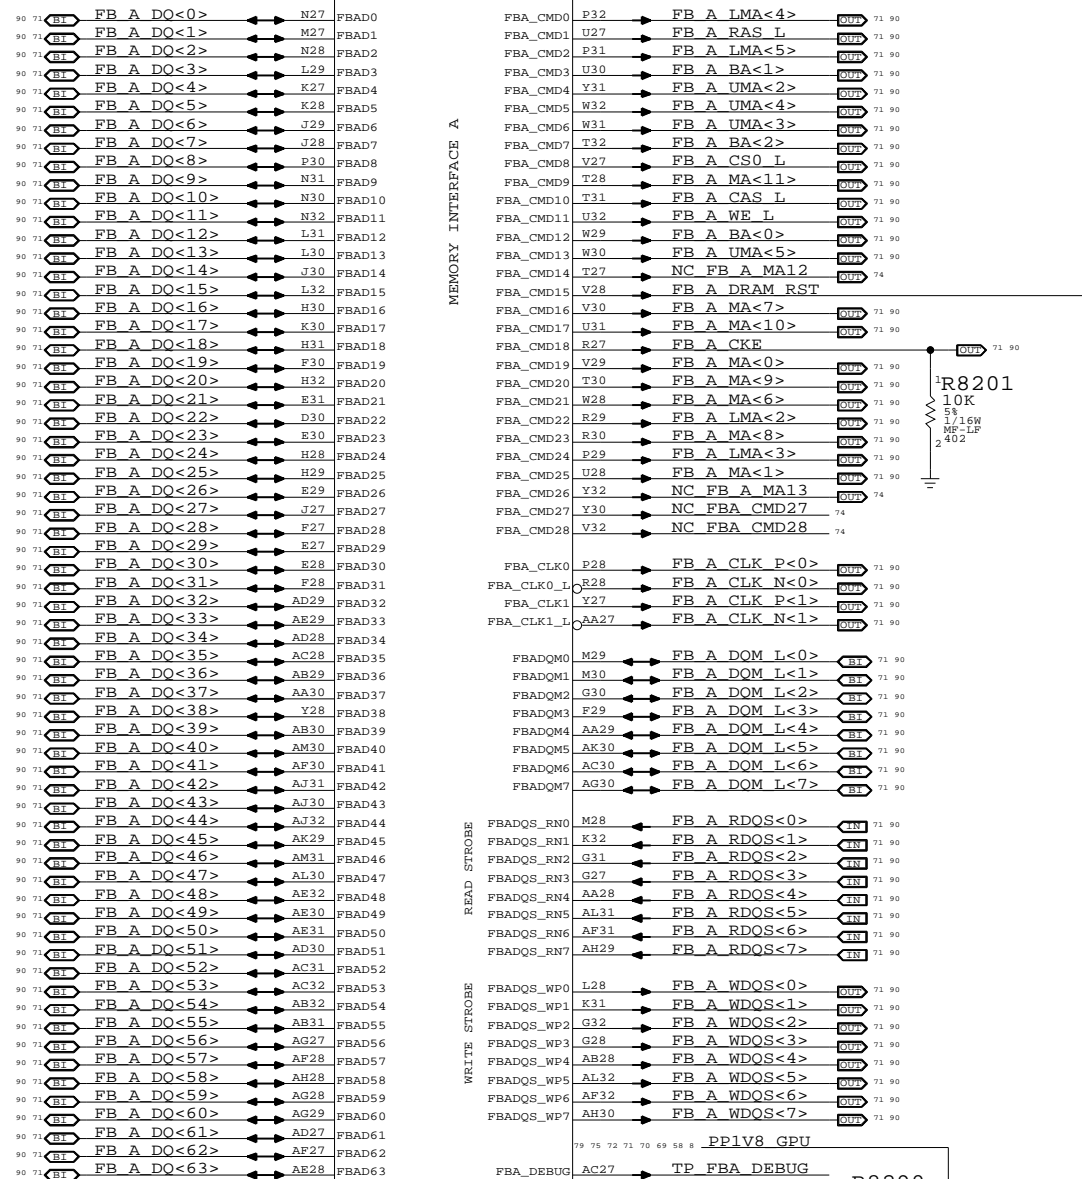 90 71 BI FB_A_DQ<0> N27 FBAD0
90 71 BI FB_A_DQ<1> M27 FBAD1
90 71 BI FB_A_DQ<2> N28 FBAD2
90 71 BI FB_A_DQ<3> L29 FBAD3
90 71 BI FB_A_DQ<4> K27 FBAD4
90 71 BI FB_A_DQ<5> K28 FBAD5
90 71 BI FB_A_DQ<6> J29 FBAD6
90 71 BI FB_A_DQ<7> J28 FBAD7
90 71 BI FB_A_DQ<8> P30 FBAD8
90 71 BI FB_A_DQ<9> N31 FBAD9
90 71 BI FB_A_DQ<10> N30 FBAD10
90 71 BI FB_A_DQ<11> N32 FBAD11
90 71 BI FB_A_DQ<12> L31 FBAD12
90 71 BI FB_A_DQ<13> L30 FBAD13
90 71 BI FB_A_DQ<14> J30 FBAD14
90 71 BI FB_A_DQ<15> L32 FBAD15
90 71 BI FB_A_DQ<16> H30 FBAD16
90 71 BI FB_A_DQ<17> K30 FBAD17
90 71 BI FB_A_DQ<18> H31 FBAD18
90 71 BI FB_A_DQ<19> F30 FBAD19
90 71 BI FB_A_DQ<20> H32 FBAD20
90 71 BI FB_A_DQ<21> E31 FBAD21
90 71 BI FB_A_DQ<22> D30 FBAD22
90 71 BI FB_A_DQ<23> E30 FBAD23
90 71 BI FB_A_DQ<24> H28 FBAD24
90 71 BI FB_A_DQ<25> H29 FBAD25
90 71 BI FB_A_DQ<26> E29 FBAD26
90 71 BI FB_A_DQ<27> J27 FBAD27
90 71 BI FB_A_DQ<28> F27 FBAD28
90 71 BI FB_A_DQ<29> E27 FBAD29
90 71 BI FB_A_DQ<30> E28 FBAD30
90 71 BI FB_A_DQ<31> F28 FBAD31
90 71 BI FB_A_DQ<32> AD29 FBAD32
90 71 BI FB_A_DQ<33> AE29 FBAD33
90 71 BI FB_A_DQ<34> AD28 FBAD34
90 71 BI FB_A_DQ<35> AC28 FBAD35
90 71 BI FB_A_DQ<36> AB29 FBAD36
90 71 BI FB_A_DQ<37> AA30 FBAD37
90 71 BI FB_A_DQ<38> Y28 FBAD38
90 71 BI FB_A_DQ<39> AB30 FBAD39
90 71 BI FB_A_DQ<40> AM30 FBAD40
90 71 BI FB_A_DQ<41> AF30 FBAD41
90 71 BI FB_A_DQ<42> AJ31 FBAD42
90 71 BI FB_A_DQ<43> AJ30 FBAD43
90 71 BI FB_A_DQ<44> AJ32 FBAD44
90 71 BI FB_A_DQ<45> AK29 FBAD45
90 71 BI FB_A_DQ<46> AM31 FBAD46
90 71 BI FB_A_DQ<47> AL30 FBAD47
90 71 BI FB_A_DQ<48> AE32 FBAD48
90 71 BI FB_A_DQ<49> AE30 FBAD49
90 71 BI FB_A_DQ<50> AE31 FBAD50
90 71 BI FB_A_DQ<51> AD30 FBAD51
90 71 BI FB_A_DQ<52> AC31 FBAD52
90 71 BI FB_A_DQ<53> AC32 FBAD53
90 71 BI FB_A_DQ<54> AB32 FBAD54
90 71 BI FB_A_DQ<55> AB31 FBAD55
90 71 BI FB_A_DQ<56> AG27 FBAD56
90 71 BI FB_A_DQ<57> AF28 FBAD57
90 71 BI FB_A_DQ<58> AH28 FBAD58
90 71 BI FB_A_DQ<59> AG28 FBAD59
90 71 BI FB_A_DQ<60> AG29 FBAD60
90 71 BI FB_A_DQ<61> AD27 FBAD61
90 71 BI FB_A_DQ<62> AF27 FBAD62
90 71 BI FB_A_DQ<63> AE28 FBAD63
MEMORY INTERFACE A
FBA_CMD0 P32 FB_A_LMA<4> OUT 71 90
FBA_CMD1 U27 FB_A_RAS_L OUT 71 90
FBA_CMD2 P31 FB_A_LMA<5> OUT 71 90
FBA_CMD3 U30 FB_A_BA<1> OUT 71 90
FBA_CMD4 Y31 FB_A_UMA<2> OUT 71 90
FBA_CMD5 W32 FB_A_UMA<4> OUT 71 90
FBA_CMD6 W31 FB_A_UMA<3> OUT 71 90
FBA_CMD7 T32 FB_A_BA<2> OUT 71 90
FBA_CMD8 V27 FB_A_CS0_L OUT 71 90
FBA_CMD9 T28 FB_A_MA<11> OUT 71 90
FBA_CMD10 T31 FB_A_CAS_L OUT 71 90
FBA_CMD11 U32 FB_A_WE_L OUT 71 90
FBA_CMD12 W29 FB_A_BA<0> OUT 71 90
FBA_CMD13 W30 FB_A_UMA<5> OUT 71 90
FBA_CMD14 T27 NC_FB_A_MA12 OUT 74
FBA_CMD15 V28 FB_A_DRAM_RST
FBA_CMD16 V30 FB_A_MA<7> OUT 71 90
FBA_CMD17 U31 FB_A_MA<10> OUT 71 90
FBA_CMD18 R27 FB_A_CKE OUT 71 90
FBA_CMD19 V29 FB_A_MA<0> OUT 71 90
FBA_CMD20 T30 FB_A_MA<9> OUT 71 90
FBA_CMD21 W28 FB_A_MA<6> OUT 71 90
FBA_CMD22 R29 FB_A_LMA<2> OUT 71 90
FBA_CMD23 R30 FB_A_MA<8> OUT 71 90
FBA_CMD24 P29 FB_A_LMA<3> OUT 71 90
FBA_CMD25 U28 FB_A_MA<1> OUT 71 90
FBA_CMD26 Y32 NC_FB_A_MA13 OUT 74
FBA_CMD27 Y30 NC_FBA_CMD27 74
FBA_CMD28 V32 NC_FBA_CMD28 74
1 R8201
10K
5%
1/16W
MF-LF
2 402
FBA_CLK0 P28 FB_A_CLK_P<0> OUT 71 90
FBA_CLK0_L R28 FB_A_CLK_N<0> OUT 71 90
FBA_CLK1 Y27 FB_A_CLK_P<1> OUT 71 90
FBA_CLK1_L AA27 FB_A_CLK_N<1> OUT 71 90
FBADQM0 M29 FB_A_DQM_L<0> BI 71 90
FBADQM1 M30 FB_A_DQM_L<1> BI 71 90
FBADQM2 G30 FB_A_DQM_L<2> BI 71 90
FBADQM3 F29 FB_A_DQM_L<3> BI 71 90
FBADQM4 AA29 FB_A_DQM_L<4> BI 71 90
FBADQM5 AK30 FB_A_DQM_L<5> BI 71 90
FBADQM6 AC30 FB_A_DQM_L<6> BI 71 90
FBADQM7 AG30 FB_A_DQM_L<7> BI 71 90
READ STROBE
FBADQS_RN0 M28 FB_A_RDQS<0> IN 71 90
FBADQS_RN1 K32 FB_A_RDQS<1> IN 71 90
FBADQS_RN2 G31 FB_A_RDQS<2> IN 71 90
FBADQS_RN3 G27 FB_A_RDQS<3> IN 71 90
FBADQS_RN4 AA28 FB_A_RDQS<4> IN 71 90
FBADQS_RN5 AL31 FB_A_RDQS<5> IN 71 90
FBADQS_RN6 AF31 FB_A_RDQS<6> IN 71 90
FBADQS_RN7 AH29 FB_A_RDQS<7> IN 71 90
WRITE STROBE
FBADQS_WP0 L28 FB_A_WDQS<0> OUT 71 90
FBADQS_WP1 K31 FB_A_WDQS<1> OUT 71 90
FBADQS_WP2 G32 FB_A_WDQS<2> OUT 71 90
FBADQS_WP3 G28 FB_A_WDQS<3> OUT 71 90
FBADQS_WP4 AB28 FB_A_WDQS<4> OUT 71 90
FBADQS_WP5 AL32 FB_A_WDQS<5> OUT 71 90
FBADQS_WP6 AF32 FB_A_WDQS<6> OUT 71 90
FBADQS_WP7 AH30 FB_A_WDQS<7> OUT 71 90
79 75 72 71 70 69 58 8 PP1V8_GPU
FBA_DEBUG AC27 TP_FBA_DEBUG